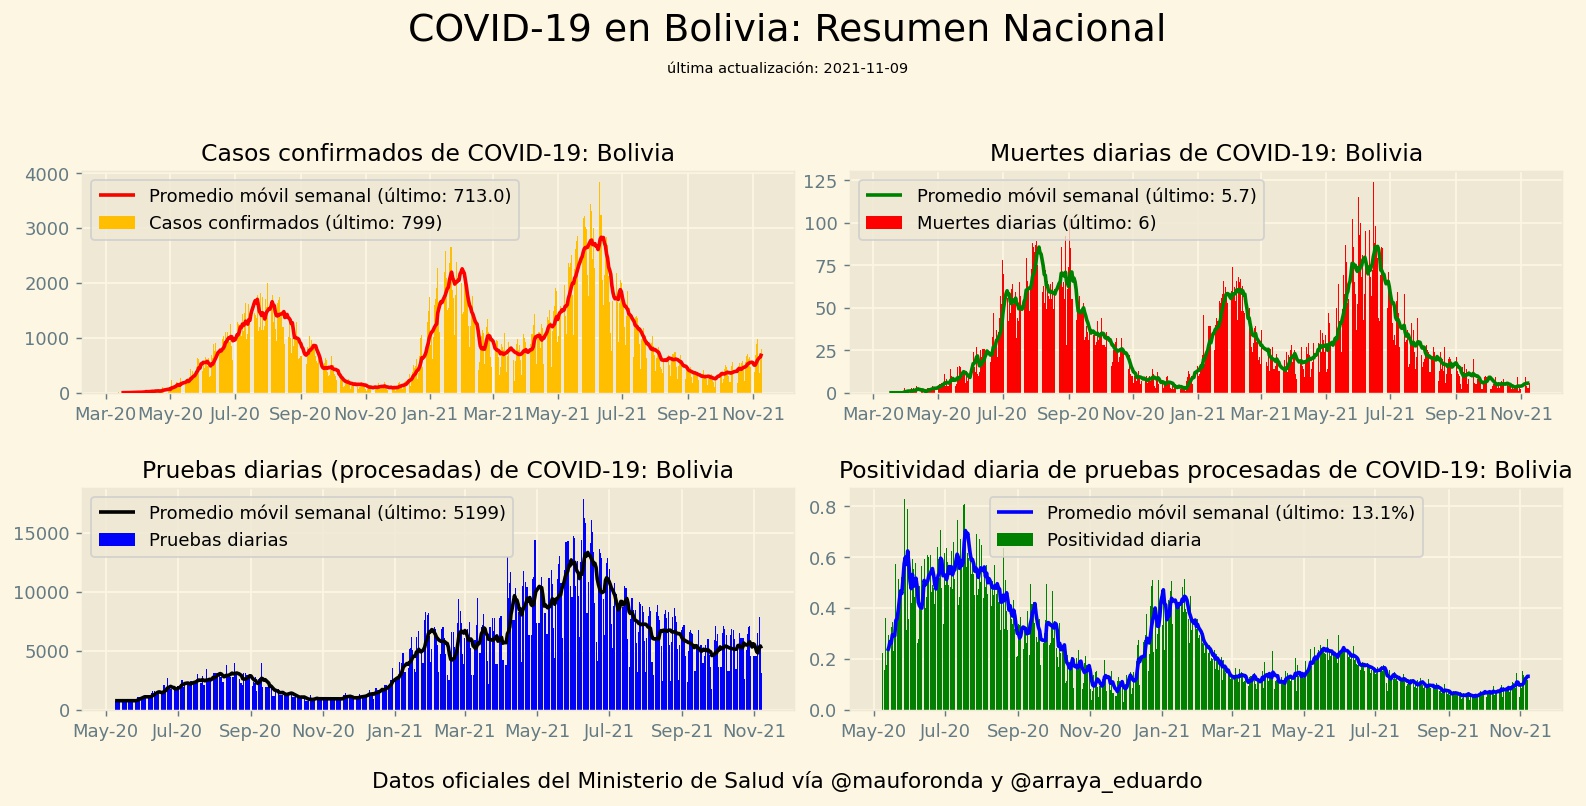 COVID-19 en Bolivia: Resumen Nacional
última actualización: 2021-11-09
Casos confirmados de COVID-19: Bolivia
Promedio móvil semanal (último: 713.0)
Casos confirmados (último: 799)
4000
3000
2000
1000
0
Mar-20 May-20 Jul-20 Sep-20 Nov-20 Jan-21 Mar-21 May-21 Jul-21 Sep-21 Nov-21
Muertes diarias de COVID-19: Bolivia
Promedio móvil semanal (último: 5.7)
Muertes diarias (último: 6)
125
100
75
50
25
0
Mar-20 May-20 Jul-20 Sep-20 Nov-20 Jan-21 Mar-21 May-21 Jul-21 Sep-21 Nov-21
Pruebas diarias (procesadas) de COVID-19: Bolivia
Promedio móvil semanal (último: 5199)
Pruebas diarias
15000
10000
5000
0
May-20 Jul-20 Sep-20 Nov-20 Jan-21 Mar-21 May-21 Jul-21 Sep-21 Nov-21
Positividad diaria de pruebas procesadas de COVID-19: Bolivia
Promedio móvil semanal (último: 13.1%)
Positividad diaria
0.8
0.6
0.4
0.2
0.0
May-20 Jul-20 Sep-20 Nov-20 Jan-21 Mar-21 May-21 Jul-21 Sep-21 Nov-21
Datos oficiales del Ministerio de Salud vía @mauforonda y @arraya_eduardo